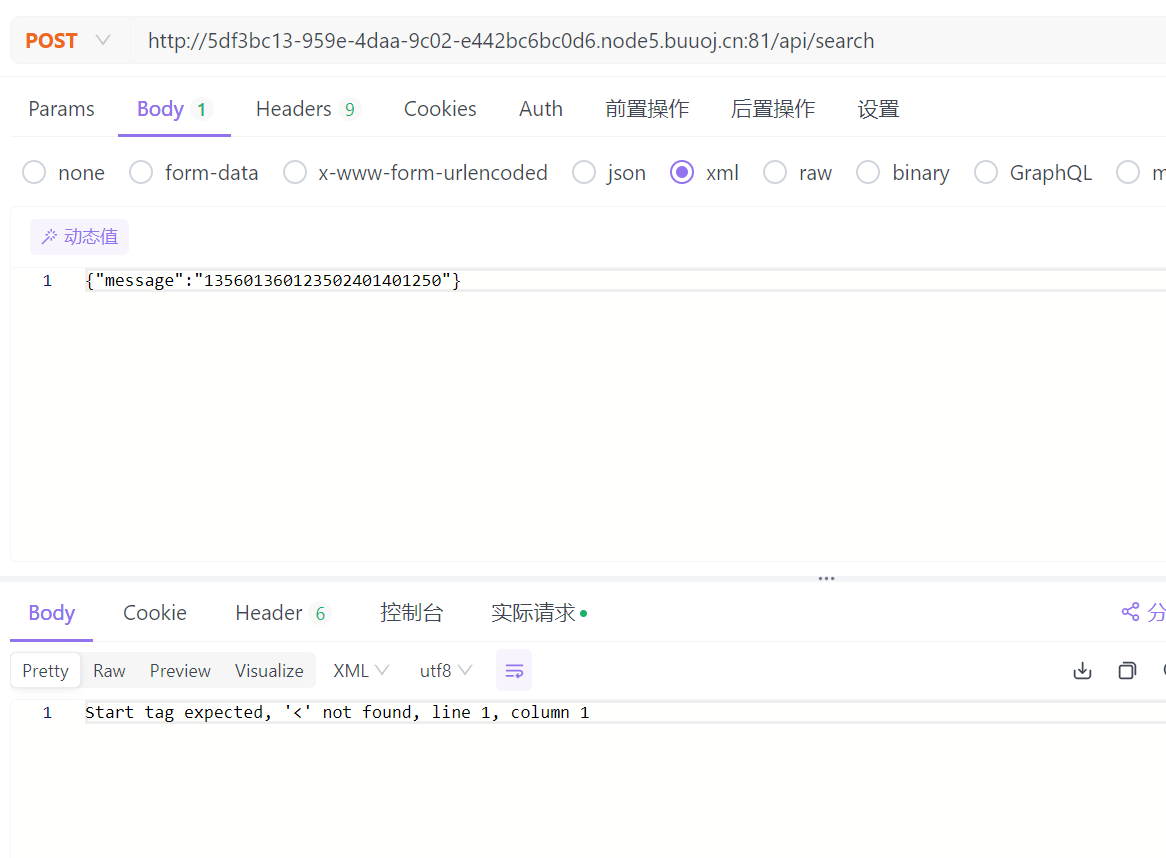 POST http://5df3bc13-959e-4daa-9c02-e442bc6bc0d6.node5.buuoj.cn:81/api/search
Params Body 1 Headers 9 Cookies Auth 前置操作 后置操作 设置
none form-data x-www-form-urlencoded json xml raw binary GraphQL m
动态值
1 {"message":"135601360123502401401250"}
Body Cookie Header 6 控制台 实际请求 分
Pretty Raw Preview Visualize XML utf8
1 Start tag expected, '<' not found, line 1, column 1